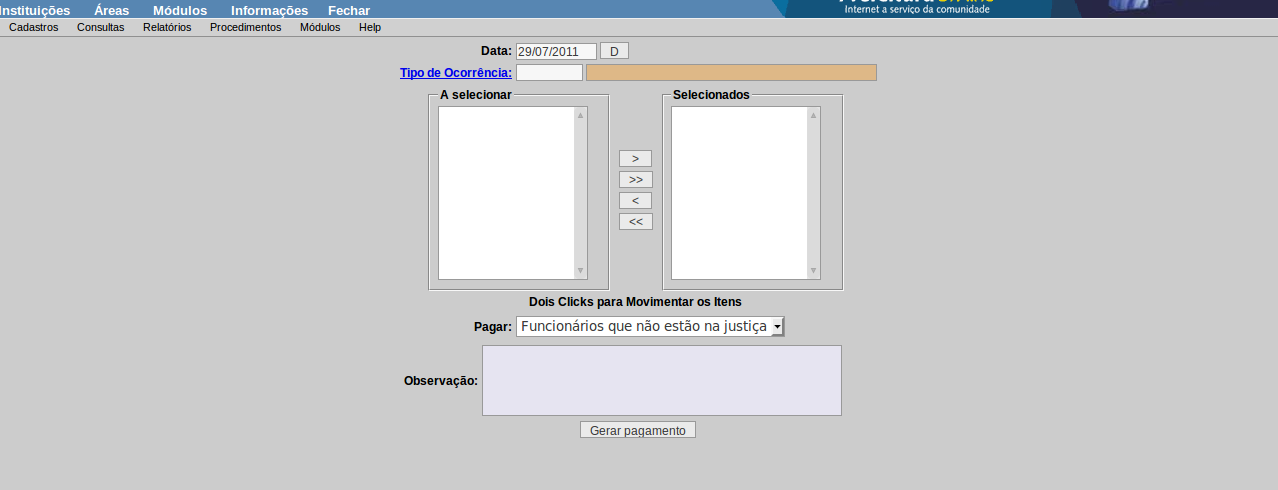 Instituições Áreas Módulos Informações Fechar
Internet a serviço da comunidade
Cadastros Consultas Relatórios Procedimentos Módulos Help
Data: 29/07/2011 D
Tipo de Ocorrência:
A selecionar Selecionados
>
>>
<
<<
Dois Clicks para Movimentar os Itens
Pagar: Funcionários que não estão na justiça
Observação:
Gerar pagamento